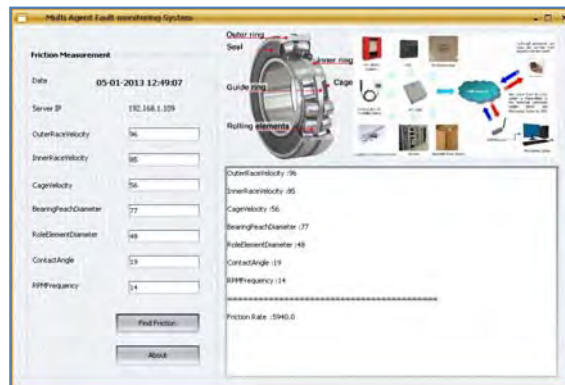 Multi Agent Fault monitoring System
Friction Measurement
Date 05-01-2013 12:49:07
Server IP 192.168.1.109
OuterRaceVelocity 96
InnerRaceVelocity 85
CageVelocity 56
BearingPeachDiameter 77
RoleElementDiameter 48
ContactAngle 19
RPMFrequency 14
Find Friction
About
Outer ring
Seal
Inner ring
Guide ring
Cage
Rolling elements
OuterRaceVelocity :96
InnerRaceVelocity :85
CageVelocity :56
BearingPeachDiameter :77
RoleElementDiameter :48
ContactAngle :19
RPMFrequency :14
Friction Rate :5940.0